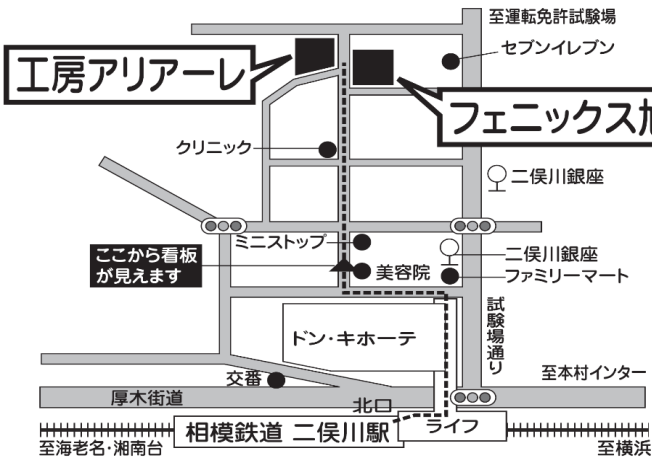 至運転免許試験場
セブンイレブン
工房アリアーレ
フェニックス旭
クリニック
二俣川銀座
ミニストップ
二俣川銀座
ここから看板
が見えます
美容院
ファミリーマート
試験場通り
ドン・キホーテ
至本村インター
交番
厚木街道
北口
相模鉄道 二俣川駅
ライフ
至海老名・湘南台
至横浜